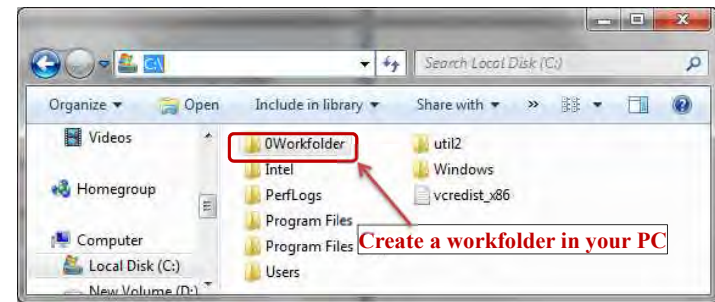 C:\
Search Local Disk (C:)
Organize
Open
Include in library
Share with
»
Videos
Homegroup
Computer
Local Disk (C:)
New Volume (D:)
0Workfolder
Intel
PerfLogs
Program Files
Program Files
Users
util2
Windows
vcredist_x86
Create a workfolder in your PC